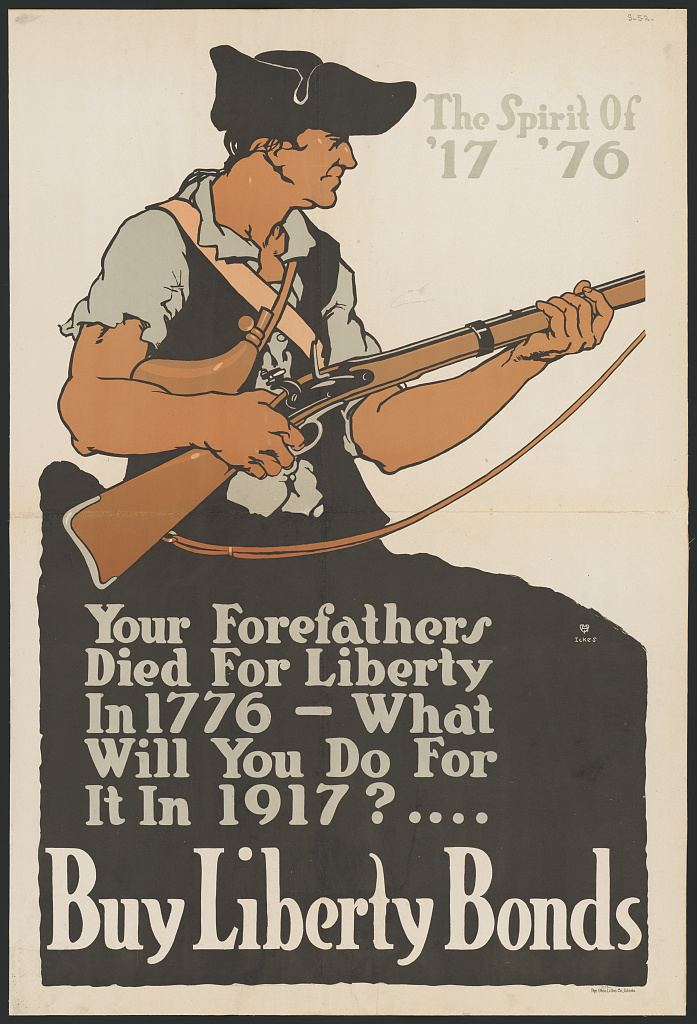 The Spirit Of
'17 '76
Your Forefathers
Died For Liberty
In 1776 — What
Will You Do For
It In 1917?....
Buy Liberty Bonds
Ickes